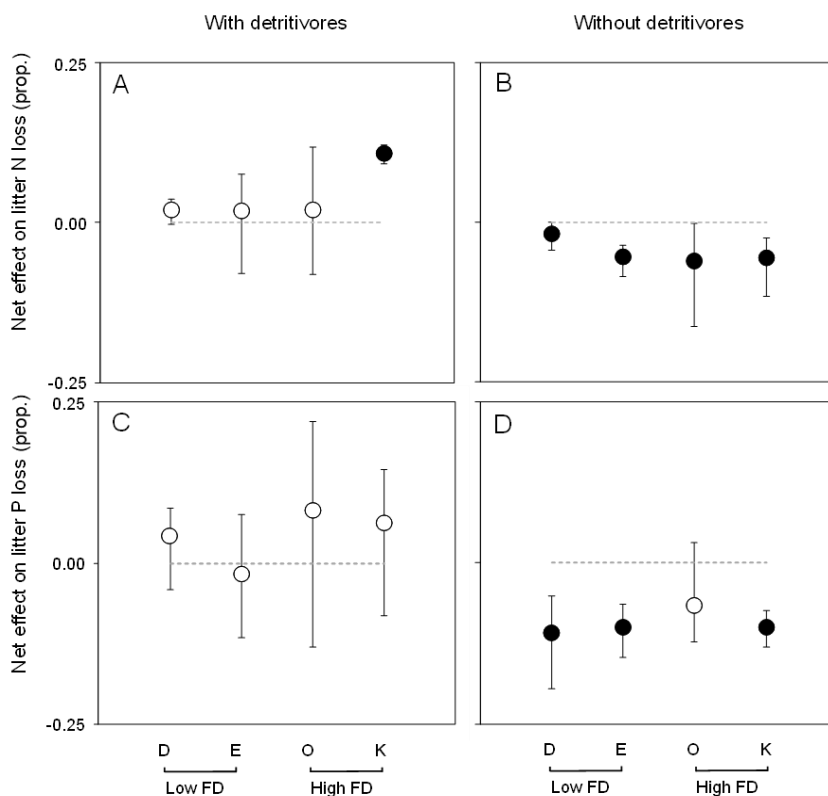 With detritivores Without detritivores
Net effect on litter N loss (prop.)
0.25
0.00
-0.25
A
B
Net effect on litter P loss (prop.)
0.25
0.00
-0.25
C
D
D E O K D E O K
Low FD High FD Low FD High FD